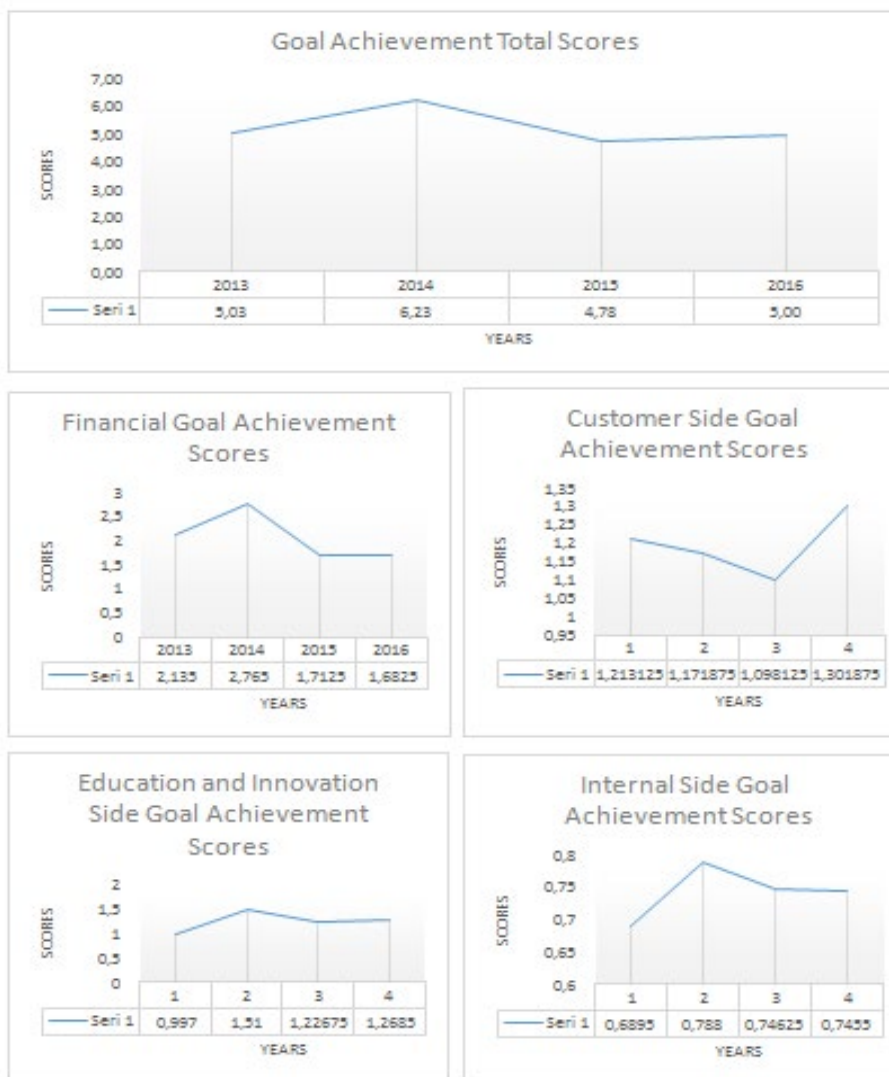 Goal Achievement Total Scores
SCORES
7,00
6,00
5,00
4,00
3,00
2,00
1,00
0,00
2013 2014 2015 2016
Seri 1 5,03 6,23 4,78 5,00
YEARS
Financial Goal Achievement
Scores
SCORES
3
2,5
2
1,5
1
0,5
0
2013 2014 2015 2016
Seri 1 2,135 2,765 1,7125 1,6825
YEARS
Customer Side Goal
Achievement Scores
SCORES
1,35
1,3
1,25
1,2
1,15
1,1
1,05
1
0,95
1 2 3 4
Seri 1 1,213125 1,171875 1,098125 1,301875
YEARS
Education and Innovation
Side Goal Achievement
Scores
SCORES
2
1,5
1
0,5
0
1 2 3 4
Seri 1 0,997 1,51 1,22675 1,2685
YEARS
Internal Side Goal
Achievement Scores
SCORES
0,8
0,75
0,7
0,65
0,6
1 2 3 4
Seri 1 0,6895 0,788 0,74625 0,7455
YEARS